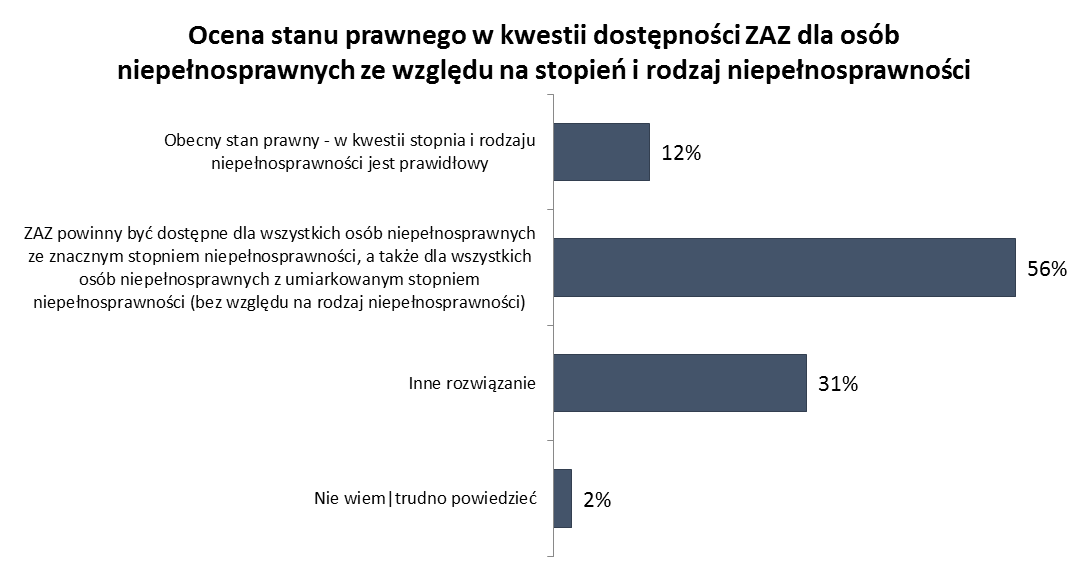 Ocena stanu prawnego w kwestii dostępności ZAZ dla osób
niepełnosprawnych ze względu na stopień i rodzaj niepełnosprawności
Obecny stan prawny - w kwestii stopnia i rodzaju
niepełnosprawności jest prawidłowy
12%
ZAZ powinny być dostępne dla wszystkich osób niepełnosprawnych
ze znacznym stopniem niepełnosprawności, a także dla wszystkich
osób niepełnosprawnych z umiarkowanym stopniem
niepełnosprawności (bez względu na rodzaj niepełnosprawności)
56%
Inne rozwiązanie
31%
Nie wiem|trudno powiedzieć
2%